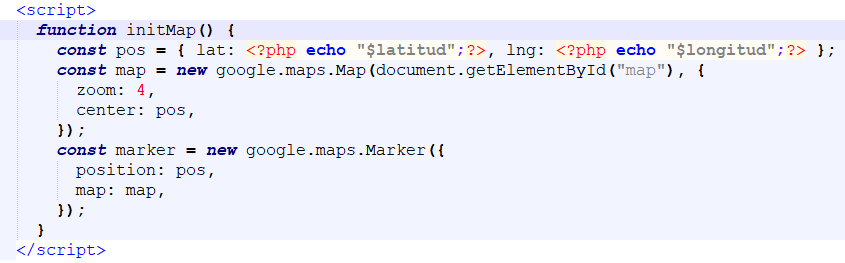 <script>
function initMap() {
const pos = { lat: <?php echo "$latitud";?>, lng: <?php echo "$longitud";?> };
const map = new google.maps.Map(document.getElementById("map"), {
zoom: 4,
center: pos,
});
const marker = new google.maps.Marker({
position: pos,
map: map,
});
}
</script>